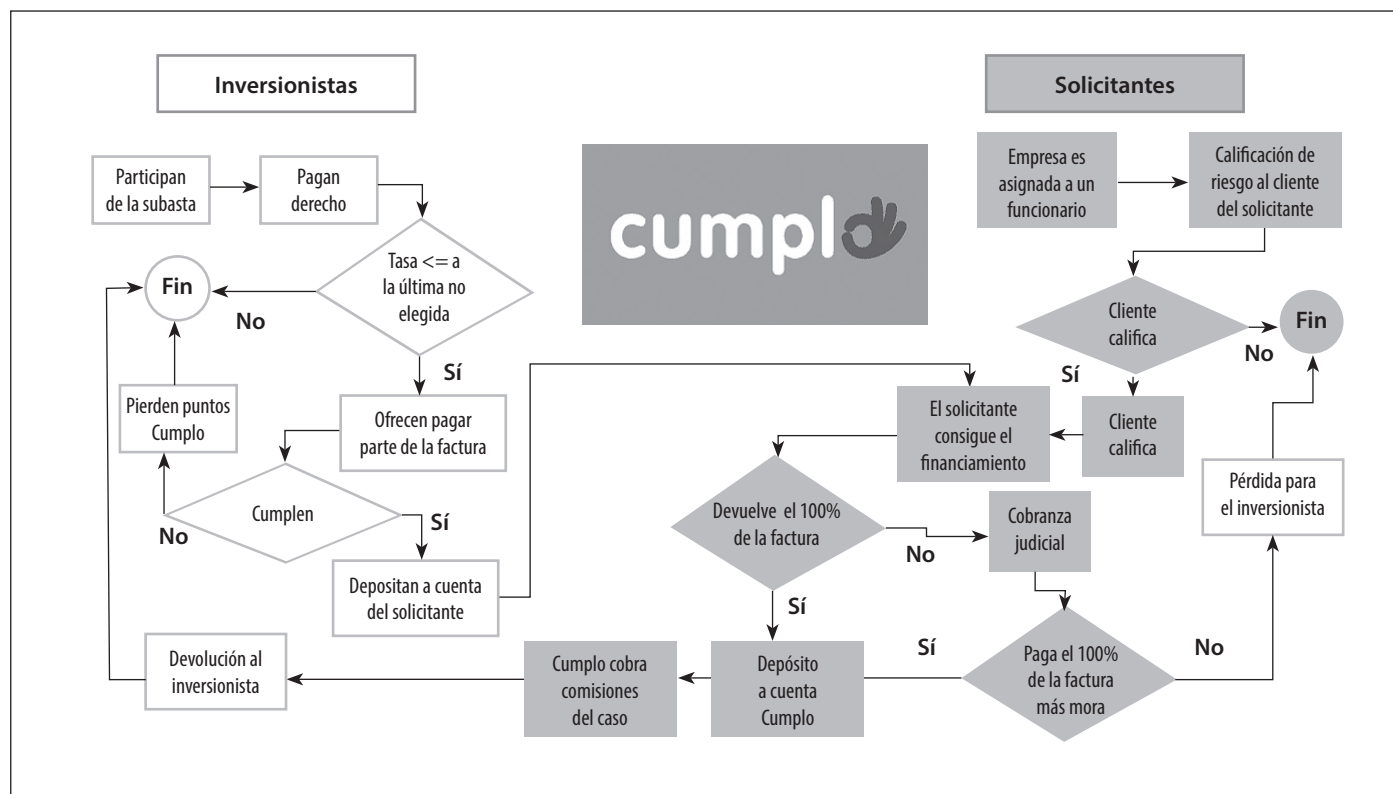 Inversionistas
Solicitantes
Participan
de la subasta
Pagan
derecho
Tasa <= a
la última no
elegida
Fin
No
Sí
Pierden puntos
Cumplo
Ofrecen pagar
parte de la factura
Cumplen
No
Sí
Depositan a cuenta
del solicitante
Devolución al
inversionista
cumplo
Empresa es
asignada a un
funcionario
Calificación de
riesgo al cliente
del solicitante
Cliente
califica
Fin
No
Sí
Cliente
califica
El solicitante
consigue el
financiamiento
Devuelve el 100%
de la factura
No
Cobranza
judicial
Pérdida para
el inversionista
Sí
Depósito
a cuenta
Cumplo
Sí
Paga el 100%
de la factura
más mora
No
Cumplo cobra
comisiones
del caso